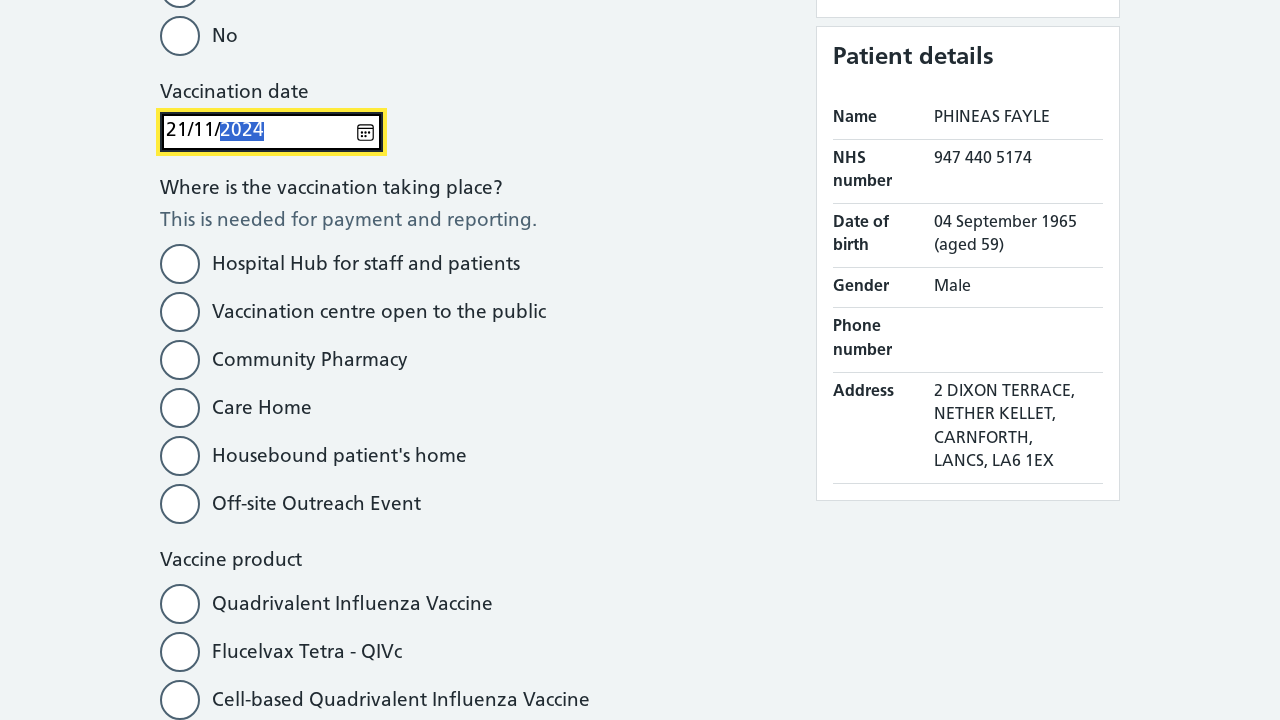 No
Vaccination date
21/11/2024
Where is the vaccination taking place?
This is needed for payment and reporting.
Hospital Hub for staff and patients
Vaccination centre open to the public
Community Pharmacy
Care Home
Housebound patient's home
Off-site Outreach Event
Vaccine product
Quadrivalent Influenza Vaccine
Flucelvax Tetra - QIVc
Cell-based Quadrivalent Influenza Vaccine
Patient details
Name PHINEAS FAYLE
NHS 947 440 5174
number
Date of 04 September 1965
birth (aged 59)
Gender Male
Phone
number
Address 2 DIXON TERRACE,
NETHER KELLET,
CARNFORTH,
LANCS, LA6 1EX